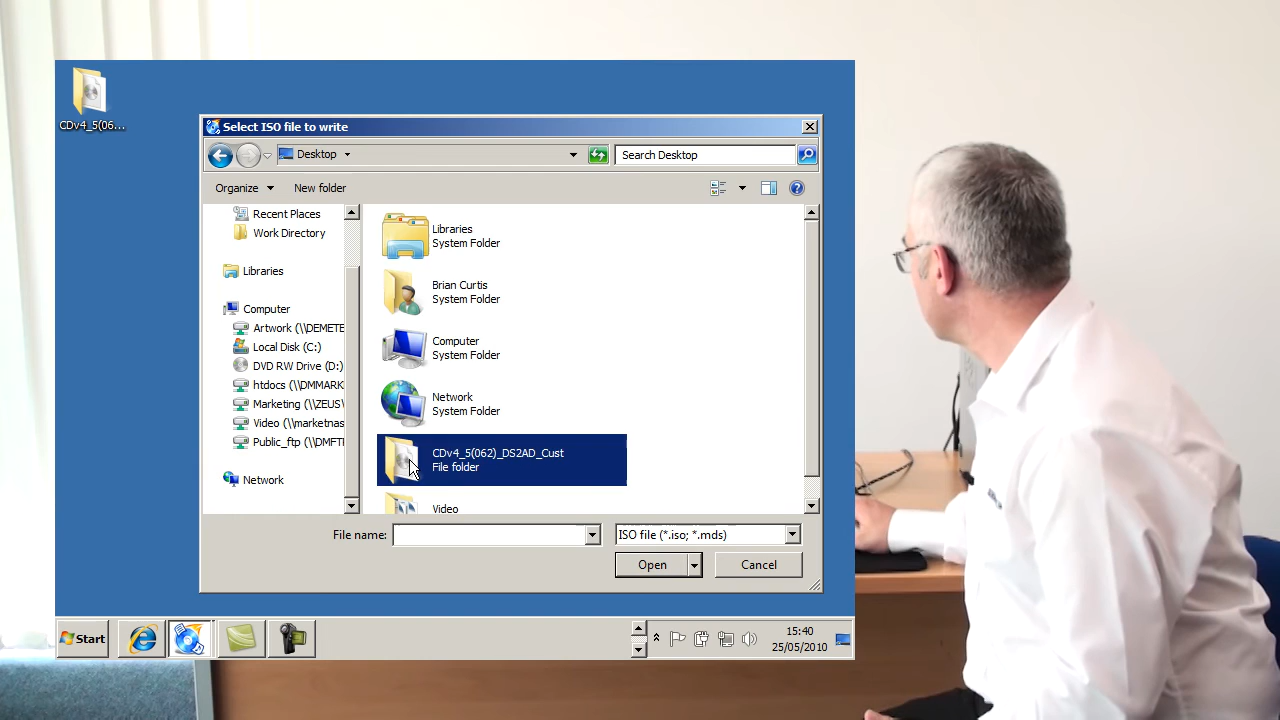 CDv4_5(06...
Select ISO file to write
Desktop
Search Desktop
Organize
New folder
Recent Places
Work Directory
Libraries
Computer
Artwork (\\DEMETE
Local Disk (C:)
DVD RW Drive (D:)
htdocs (\\DMMARK
Marketing (\\ZEUS
Video (\\marketnas
Public_ftp (\\DMFTI
Network
Libraries
System Folder
Brian Curtis
System Folder
Computer
System Folder
Network
System Folder
CDv4_5(062)_DS2AD_Cust
File folder
Video
File name:
ISO file (*.iso; *.mds)
Open
Cancel
Start
15:40
25/05/2010